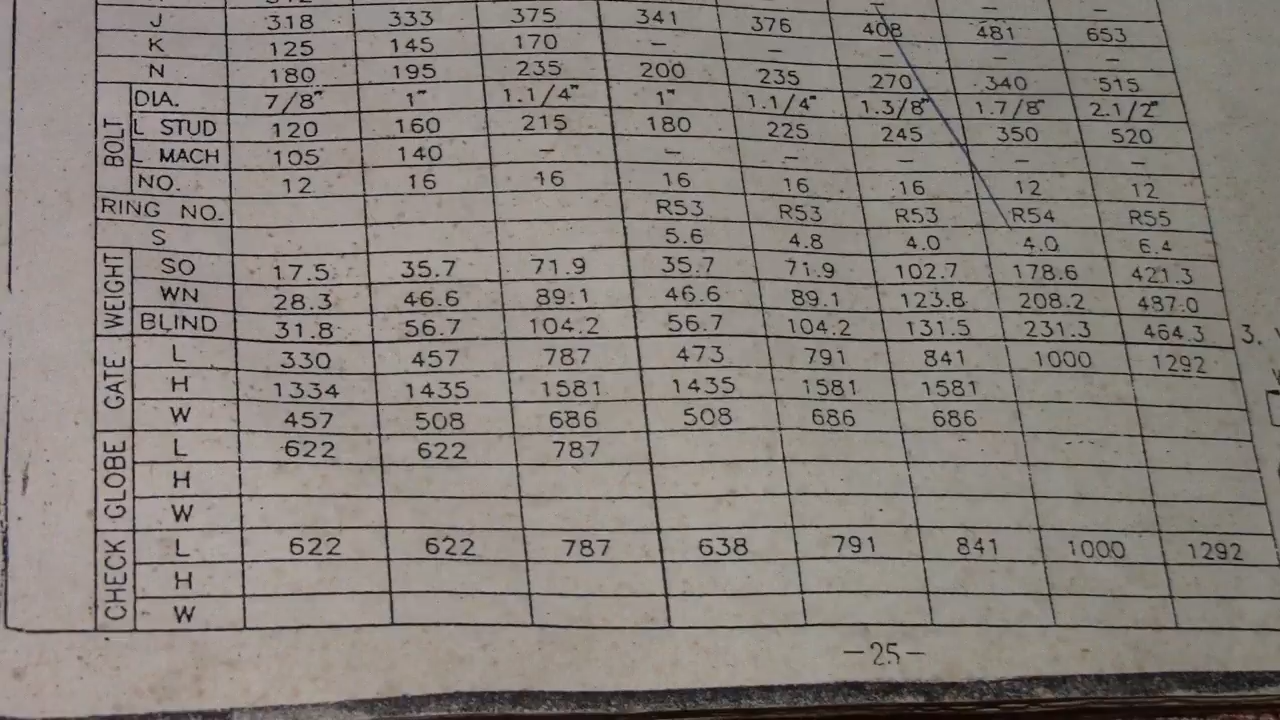 J 318 333 375 341 376 408 481 653
K 125 145 170 – – – – –
N 180 195 235 200 235 270 340 515
BOLT DIA. 7/8" 1" 1.1/4" 1" 1.1/4" 1.3/8" 1.7/8" 2.1/2"
L STUD 120 160 215 180 225 245 350 520
L MACH 105 140 – – – – – –
NO. 12 16 16 16 16 16 12 12
RING NO. R53 R53 R53 R54 R55
S 5.6 4.8 4.0 4.0 6.4
WEIGHT SO 17.5 35.7 71.9 35.7 71.9 102.7 178.6 421.3
WN 28.3 46.6 89.1 46.6 89.1 123.8 208.2 487.0
BLIND 31.8 56.7 104.2 56.7 104.2 131.5 231.3 464.3 3.
GATE L 330 457 787 473 791 841 1000 1292
H 1334 1435 1581 1435 1581 1581
W 457 508 686 508 686 686
GLOBE L 622 622 787
H
W
CHECK L 622 622 787 638 791 841 1000 1292
H
W
–25–